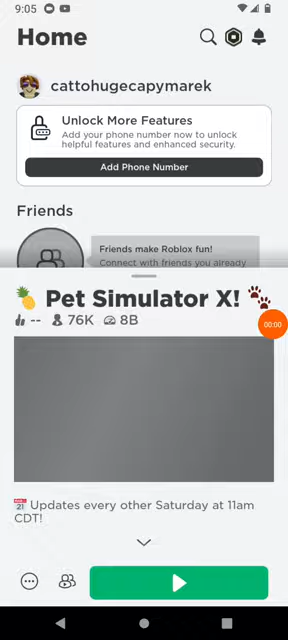 9:05
Home
cattohugecapymarek
Unlock More Features
Add your phone number now to unlock
helpful features and enhanced security.
Add Phone Number
Friends
Friends make Roblox fun!
Connect with friends you already
🍍 Pet Simulator X! 🐾
-- 76K 8B
00:00
📅 Updates every other Saturday at 11am
CDT!